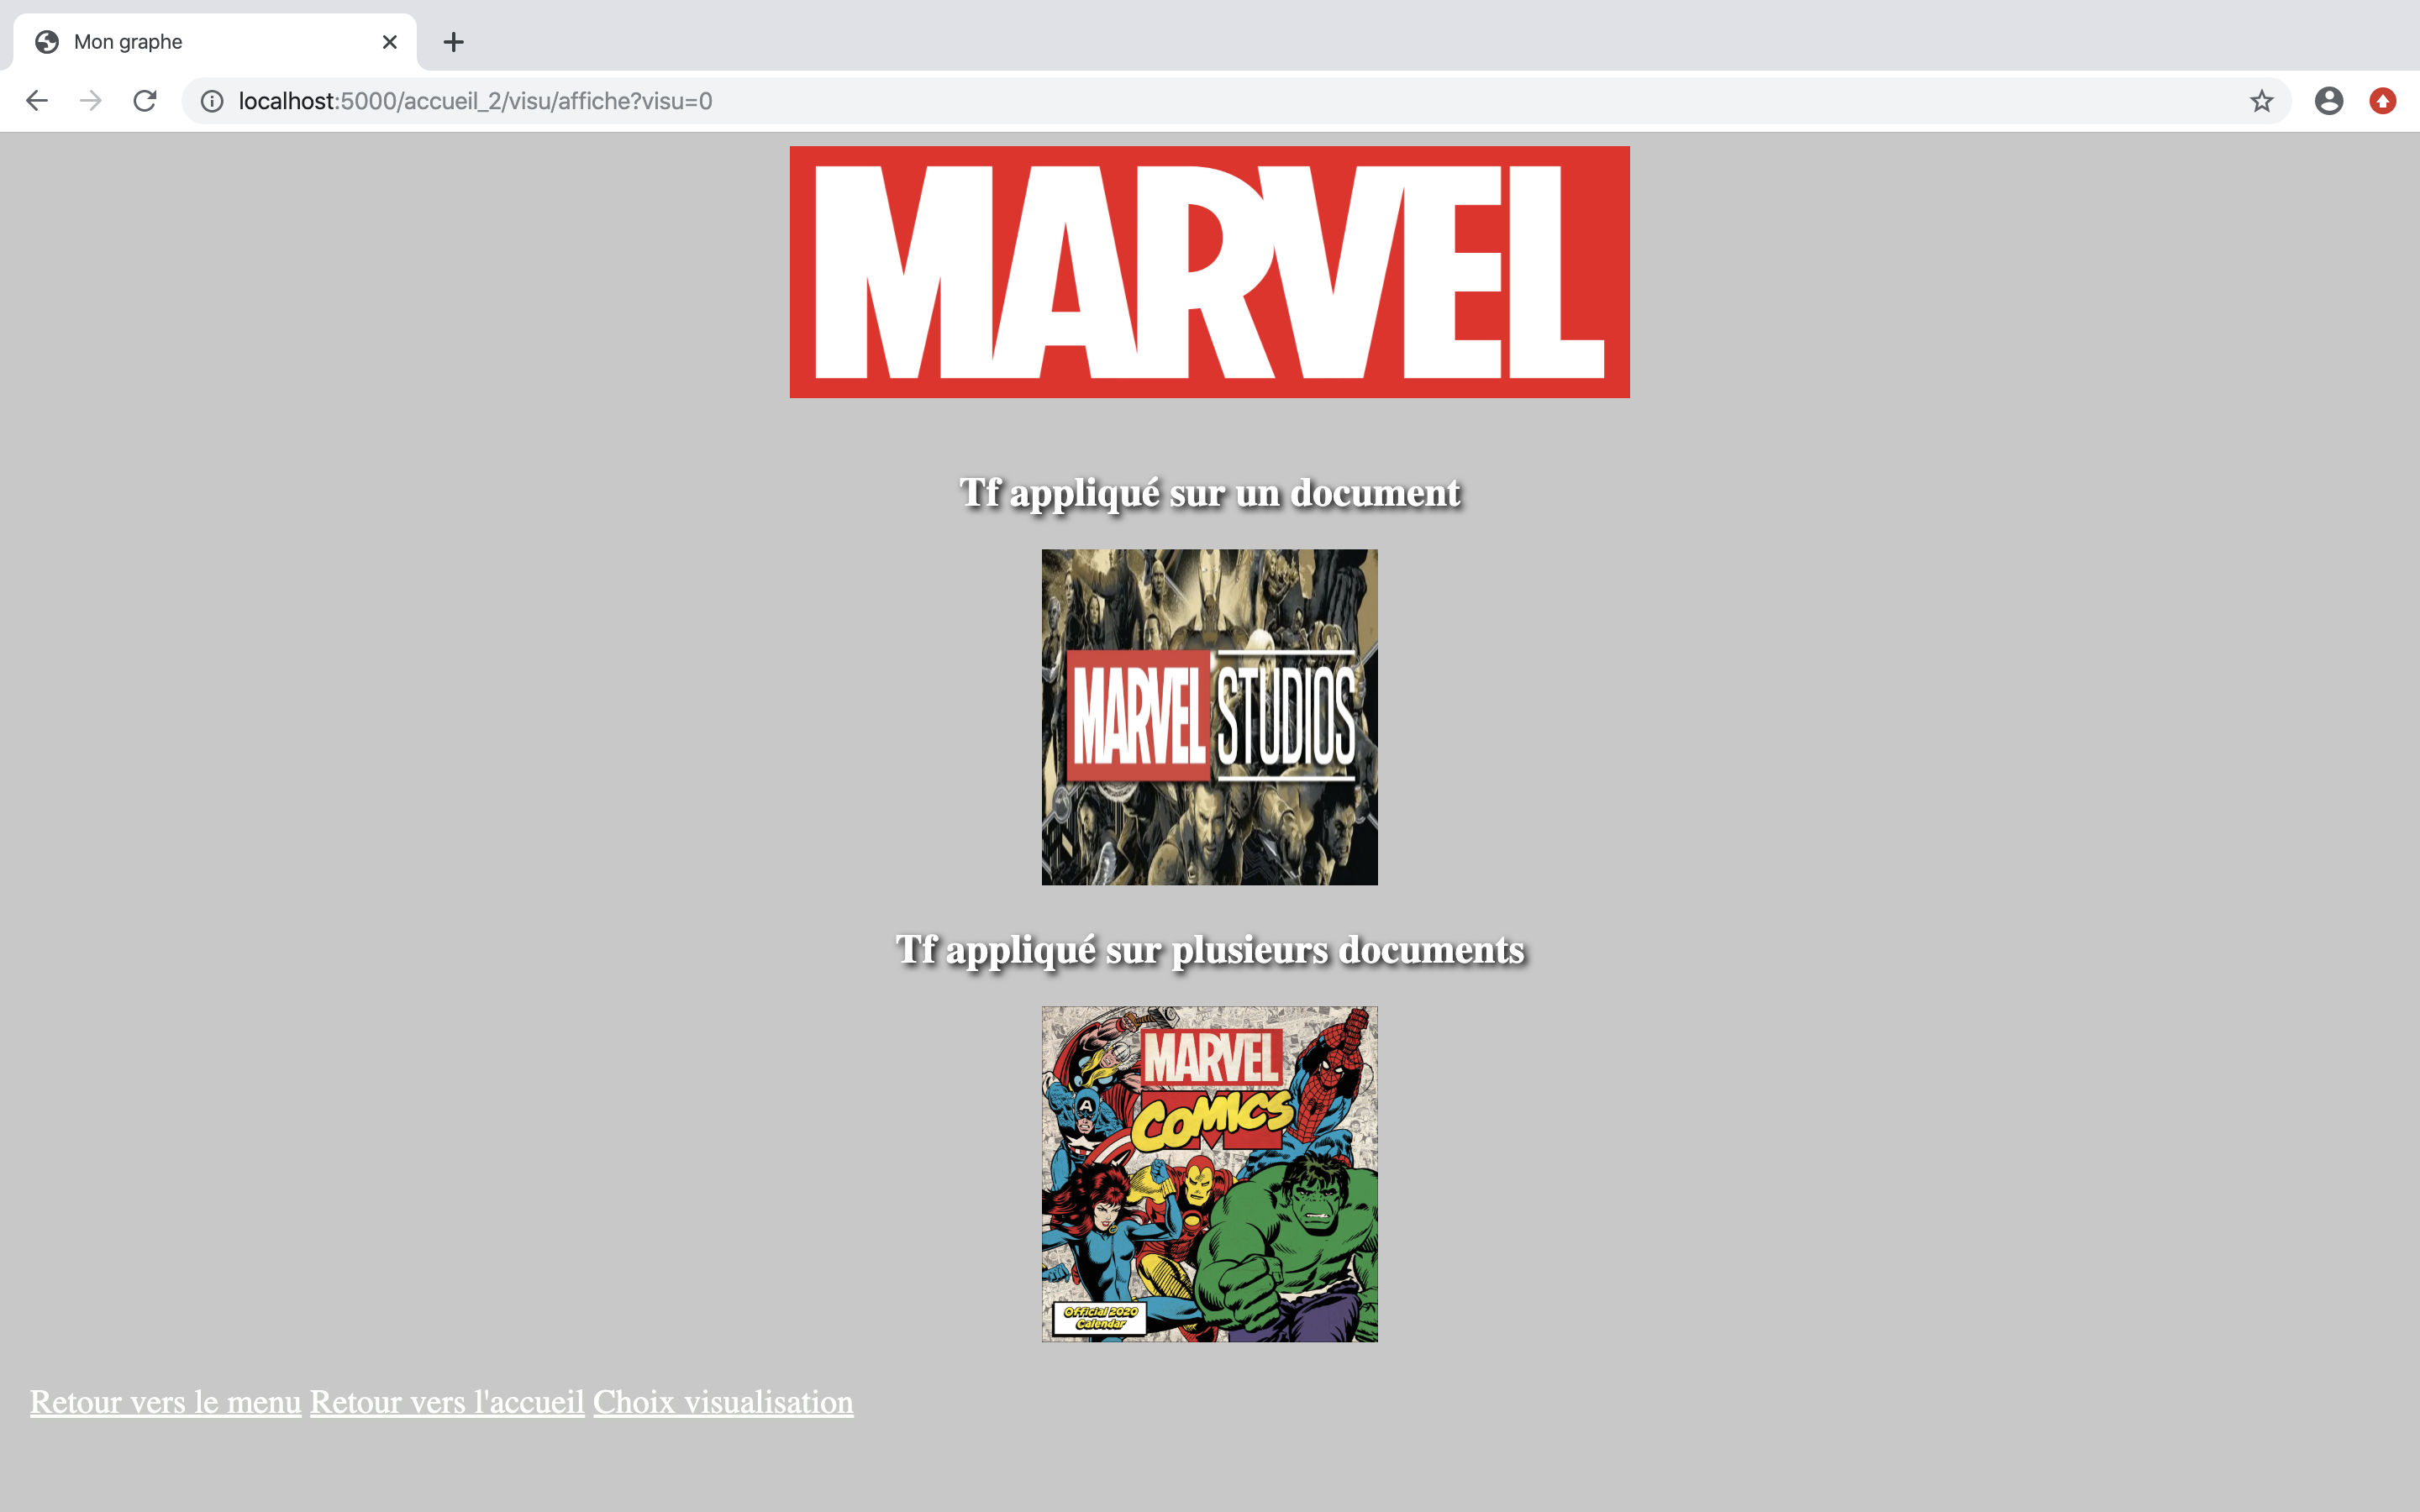 Mon graphe
localhost:5000/accueil_2/visu/affiche?visu=0
MARVEL
Tf appliqué sur un document
MARVEL STUDIOS
Tf appliqué sur plusieurs documents
MARVEL
COMICS
A
Official 2020
Calendar
Retour vers le menu Retour vers l'accueil Choix visualisation